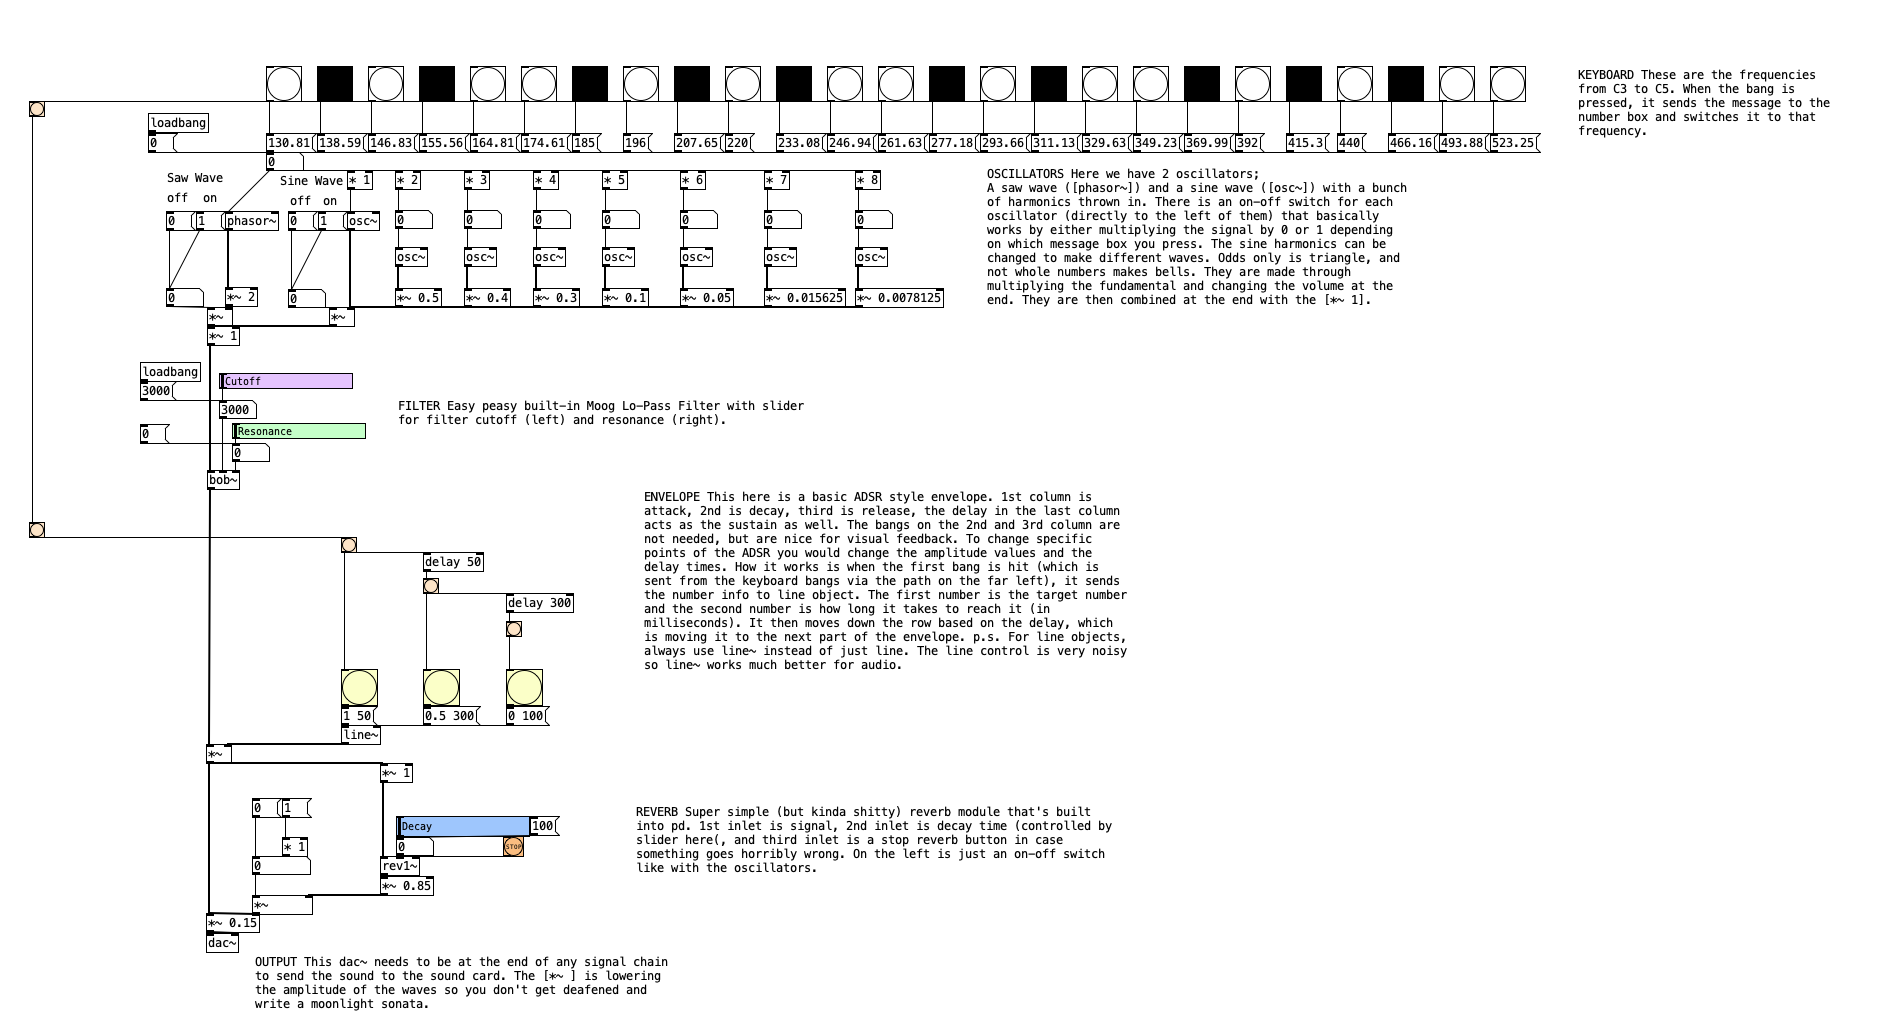 KEYBOARD These are the frequencies
from C3 to C5. When the bang is
pressed, it sends the message to the
number box and switches it to that
frequency.
loadbang
0
130.81 138.59 146.83 155.56 164.81 174.61 185 196 207.65 220 233.08 246.94 261.63 277.18 293.66 311.13 329.63 349.23 369.99 392 415.3 440 466.16 493.88 523.25
0
Saw Wave
off on
0 1 phasor~
0 *~ 2
Sine Wave * 1 * 2 * 3 * 4 * 5 * 6 * 7 * 8
off on
0 1 osc~ 0 0 0 0 0 0 0
osc~ osc~ osc~ osc~ osc~ osc~ osc~
0 *~ 0.5 *~ 0.4 *~ 0.3 *~ 0.1 *~ 0.05 *~ 0.015625 *~ 0.0078125
*~ *~
*~ 1
OSCILLATORS Here we have 2 oscillators;
A saw wave ([phasor~]) and a sine wave ([osc~]) with a bunch
of harmonics thrown in. There is an on-off switch for each
oscillator (directly to the left of them) that basically
works by either multiplying the signal by 0 or 1 depending
on which message box you press. The sine harmonics can be
changed to make different waves. Odds only is triangle, and
not whole numbers makes bells. They are made through
multiplying the fundamental and changing the volume at the
end. They are then combined at the end with the [*~ 1].
loadbang
3000
Cutoff
3000
0
Resonance
0
bob~
FILTER Easy peasy built-in Moog Lo-Pass Filter with slider
for filter cutoff (left) and resonance (right).
ENVELOPE This here is a basic ADSR style envelope. 1st column is
attack, 2nd is decay, third is release, the delay in the last column
acts as the sustain as well. The bangs on the 2nd and 3rd column are
not needed, but are nice for visual feedback. To change specific
points of the ADSR you would change the amplitude values and the
delay times. How it works is when the first bang is hit (which is
sent from the keyboard bangs via the path on the far left), it sends
the number info to line object. The first number is the target number
and the second number is how long it takes to reach it (in
milliseconds). It then moves down the row based on the delay, which
is moving it to the next part of the envelope. p.s. For line objects,
always use line~ instead of just line. The line control is very noisy
so line~ works much better for audio.
delay 50
delay 300
1 50 0.5 300 0 100
line~
*~
*~ 1
0 1
* 1
0
Decay 100
0 STOP
rev1~
*~ 0.85
*~
*~ 0.15
dac~
REVERB Super simple (but kinda shitty) reverb module that's built
into pd. 1st inlet is signal, 2nd inlet is decay time (controlled by
slider here(, and third inlet is a stop reverb button in case
something goes horribly wrong. On the left is just an on-off switch
like with the oscillators.
OUTPUT This dac~ needs to be at the end of any signal chain
to send the sound to the sound card. The [*~ ] is lowering
the amplitude of the waves so you don't get deafened and
write a moonlight sonata.